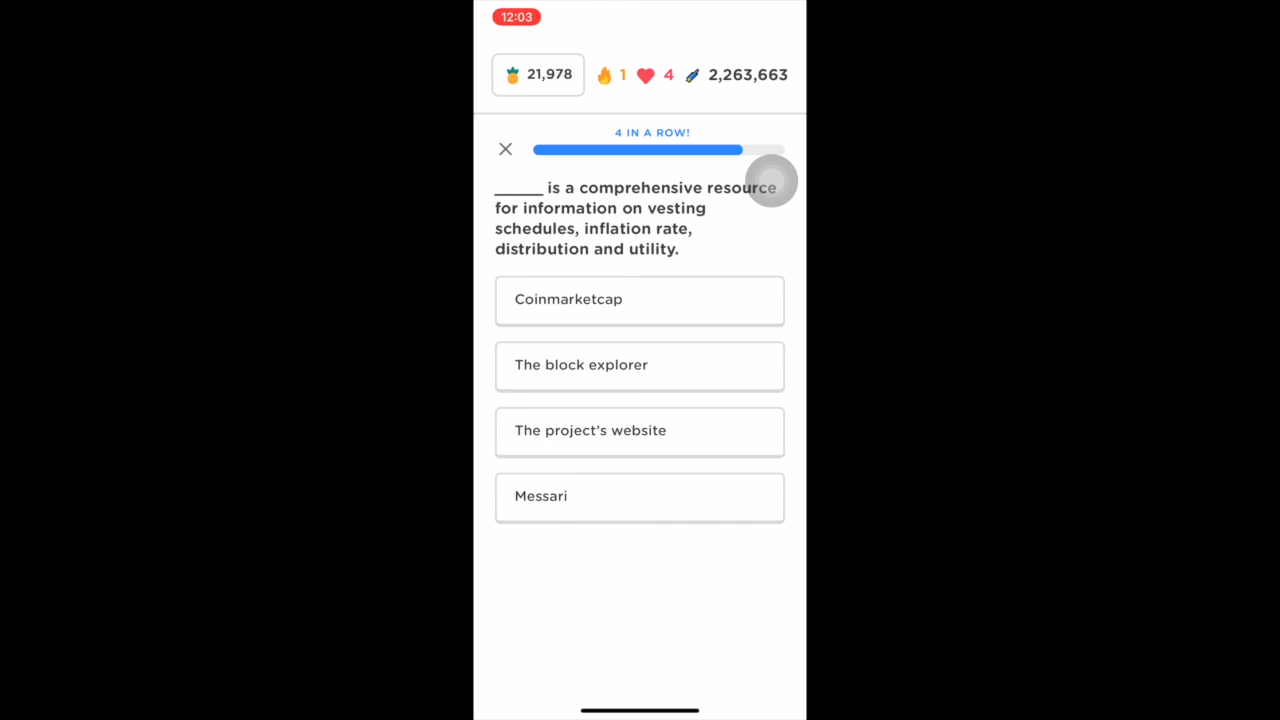 12:03
21,978 1 4 2,263,663
4 IN A ROW!
_____ is a comprehensive resource
for information on vesting
schedules, inflation rate,
distribution and utility.
Coinmarketcap
The block explorer
The project’s website
Messari